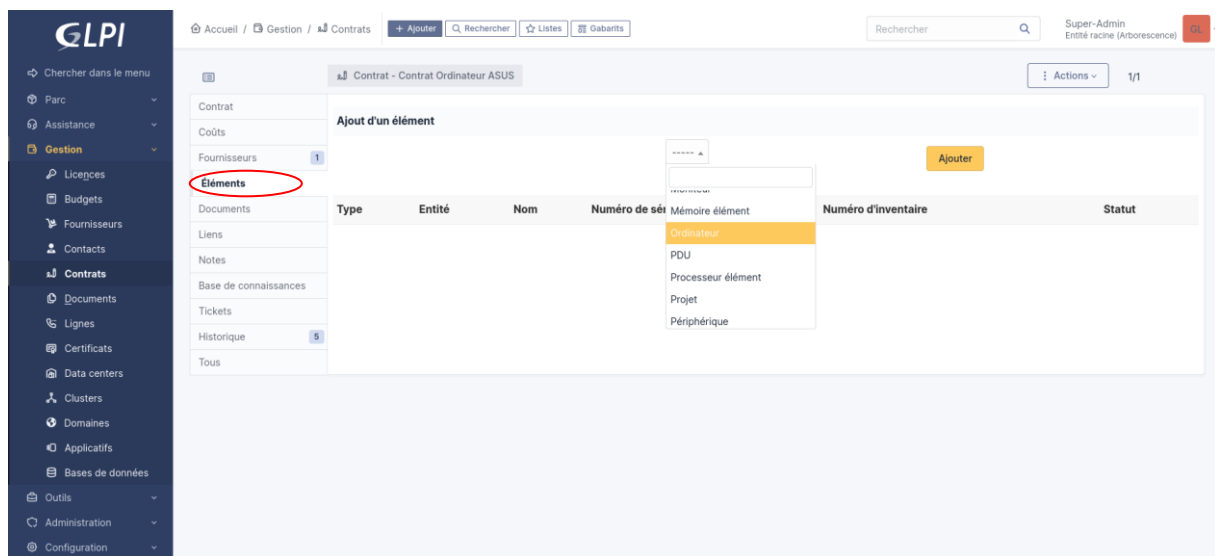 GLPI
Accueil / Gestion / Contrats
+ Ajouter
Rechercher
Listes
Gabarits
Rechercher
Super-Admin
Entité racine (Arborescence)
GL
Chercher dans le menu
Parc
Assistance
Gestion
Licences
Budgets
Fournisseurs
Contacts
Contrats
Documents
Lignes
Certificats
Data centers
Clusters
Domaines
Applicatifs
Bases de données
Outils
Administration
Configuration
Contrat - Contrat Ordinateur ASUS
Actions
1/1
Contrat
Coûts
Fournisseurs 1
Éléments
Documents
Liens
Notes
Base de connaissances
Tickets
Historique 5
Tous
Ajout d'un élément
-----
Ajouter
Type Entité Nom Numéro de sér Numéro d'inventaire Statut
Moniteur
Mémoire élément
Ordinateur
PDU
Processeur élément
Projet
Périphérique